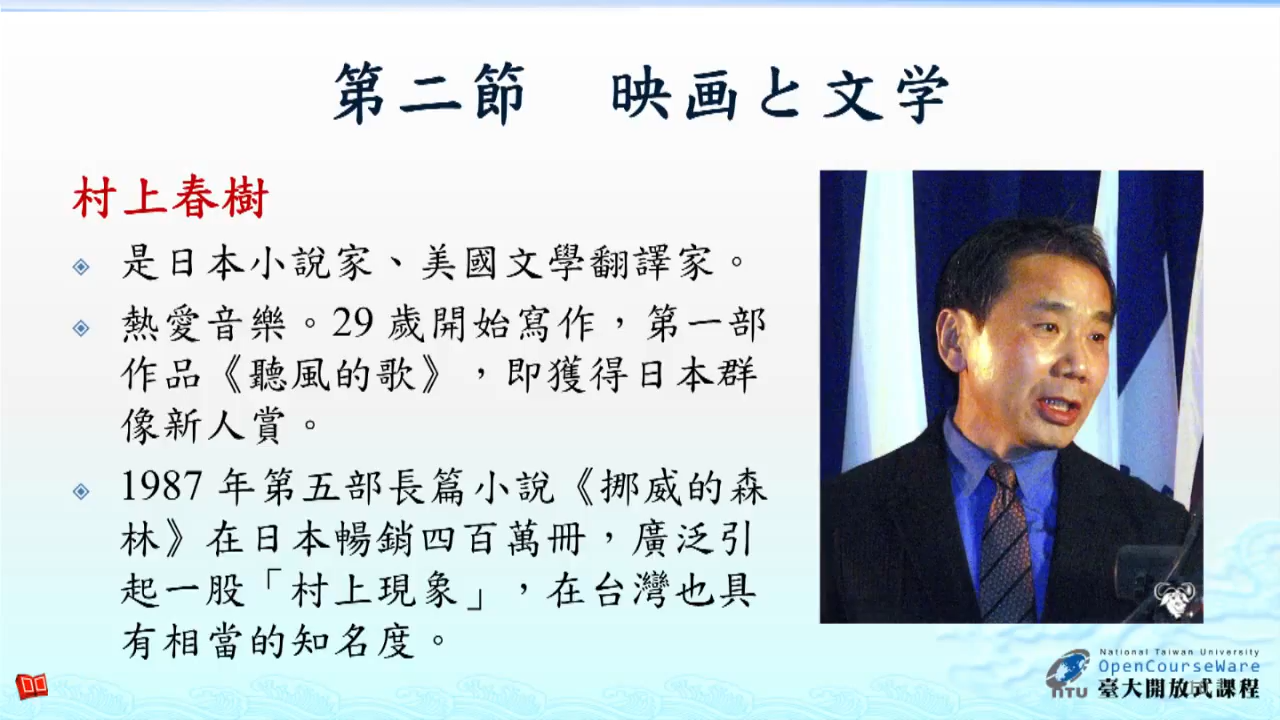 第二節　映画と文学
村上春樹
是日本小說家、美國文學翻譯家。
熱愛音樂。29 歲開始寫作，第一部
作品《聽風的歌》，即獲得日本群
像新人賞。
1987 年第五部長篇小說《挪威的森
林》在日本暢銷四百萬冊，廣泛引
起一股「村上現象」，在台灣也具
有相當的知名度。
National Taiwan University
OpenCourseWare
NTU 臺大開放式課程